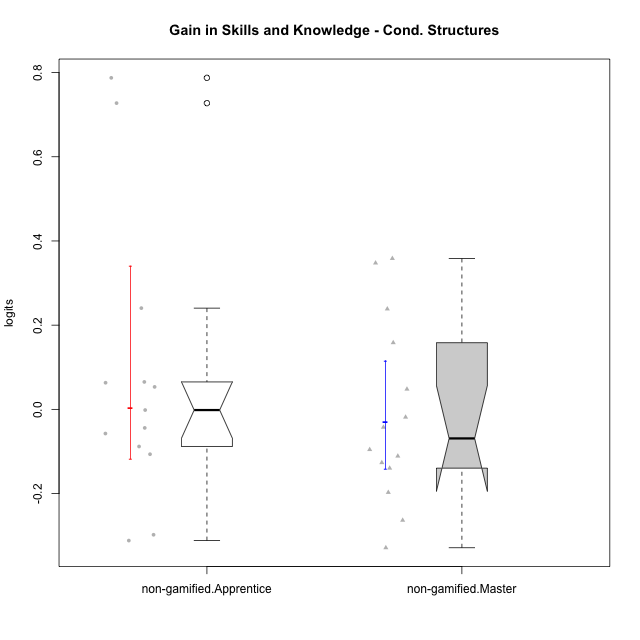 Gain in Skills and Knowledge - Cond. Structures
logits
0.8
0.6
0.4
0.2
0.0
-0.2
non-gamified.Apprentice
non-gamified.Master